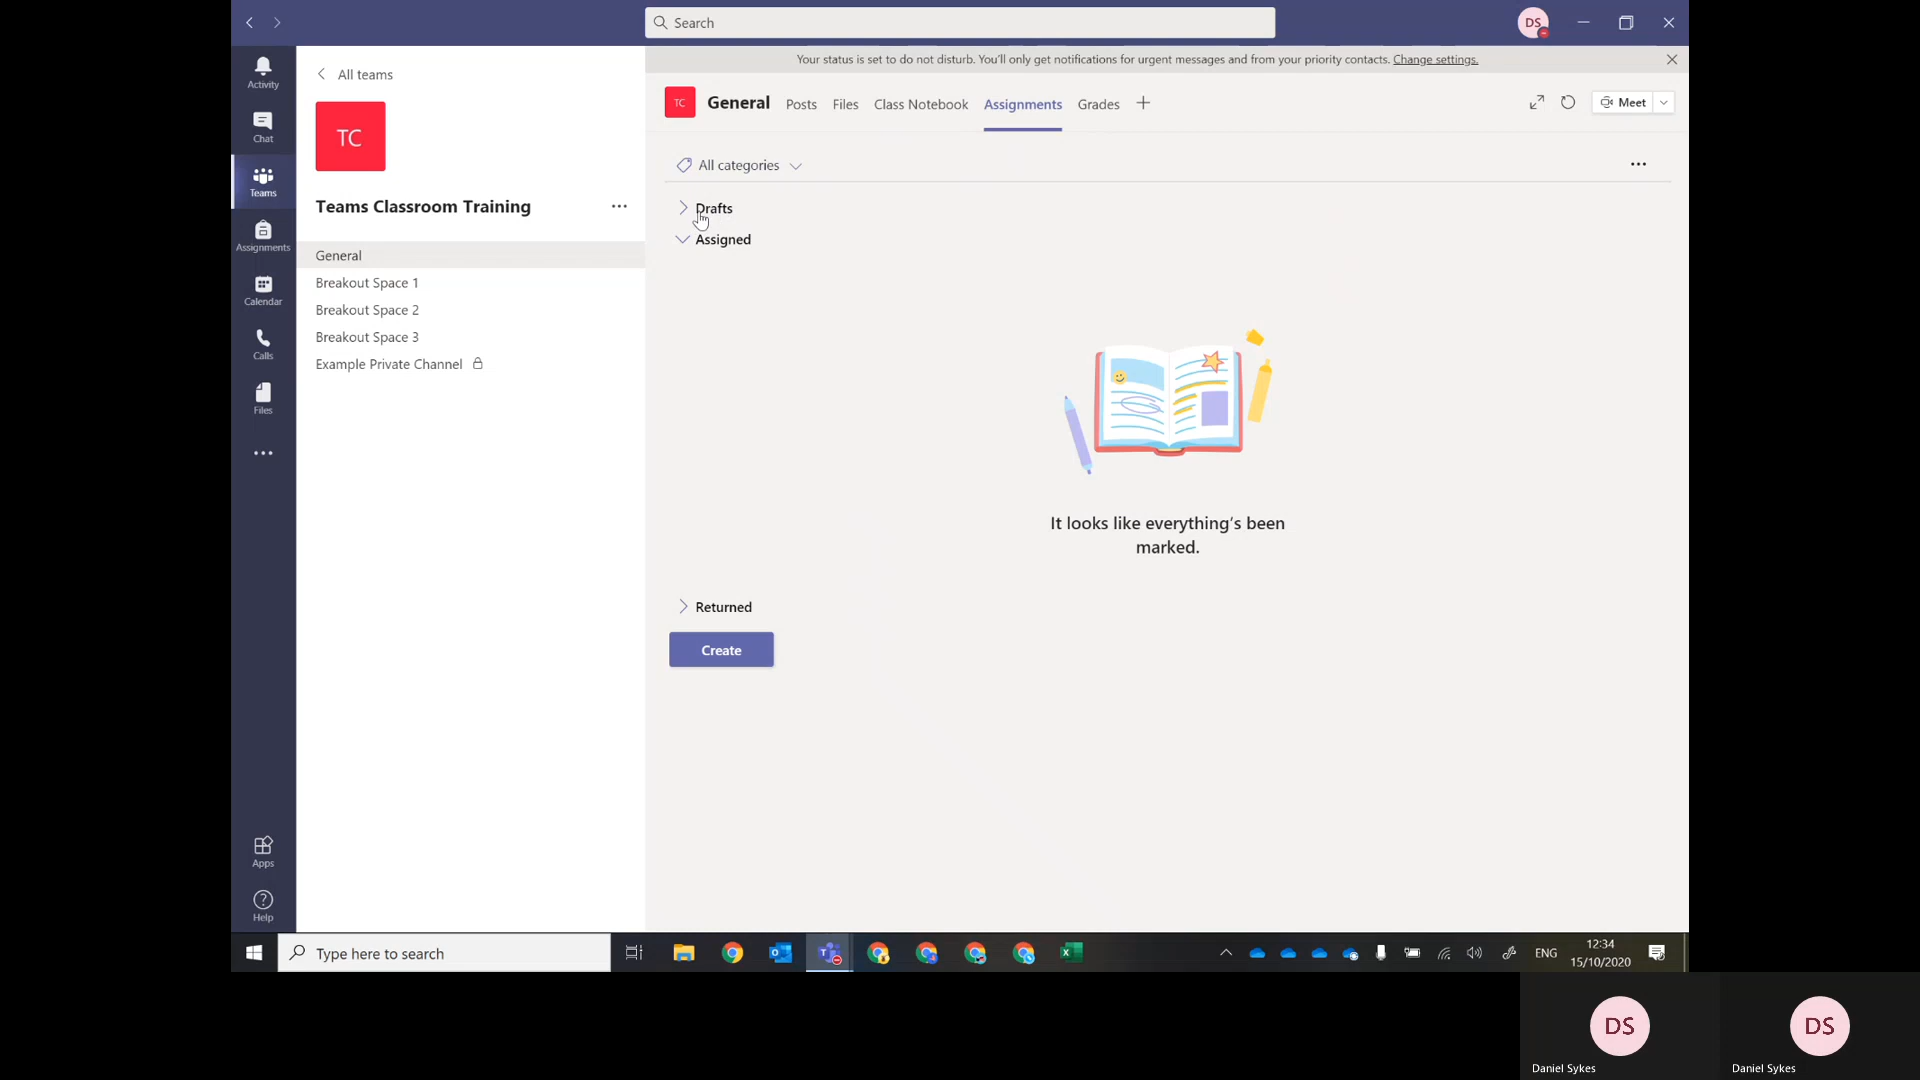 Search
DS
Your status is set to do not disturb. You'll only get notifications for urgent messages and from your priority contacts. Change settings.
Activity
Chat
Teams
Assignments
Calendar
Calls
Files
Apps
Help
All teams
TC
Teams Classroom Training
General
Breakout Space 1
Breakout Space 2
Breakout Space 3
Example Private Channel
TC
General
Posts
Files
Class Notebook
Assignments
Grades
Meet
All categories
Drafts
Assigned
It looks like everything's been
marked.
Returned
Create
Type here to search
ENG
12:34
15/10/2020
DS
Daniel Sykes
DS
Daniel Sykes